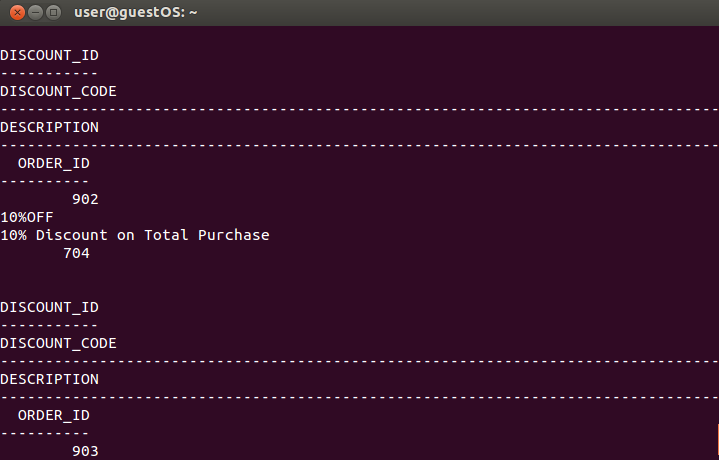 user@guestOS: ~
DISCOUNT_ID
-----------
DISCOUNT_CODE
--------------------------------------------------------------------------------
DESCRIPTION
--------------------------------------------------------------------------------
  ORDER_ID
----------
        902
10%OFF
10% Discount on Total Purchase
       704
DISCOUNT_ID
-----------
DISCOUNT_CODE
--------------------------------------------------------------------------------
DESCRIPTION
--------------------------------------------------------------------------------
  ORDER_ID
----------
        903